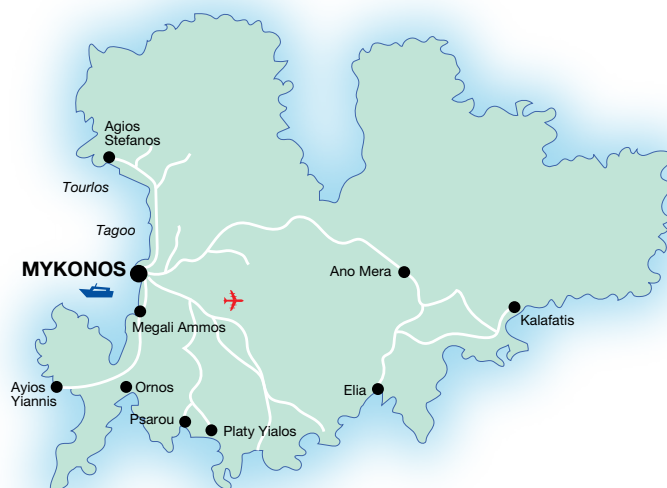 Agios
Stefanos
Tourlos
Tagoo
MYKONOS
Ano Mera
Kalafatis
Megali Ammos
Ayios
Yiannis
Ornos
Elia
Psarou
Platy Yialos